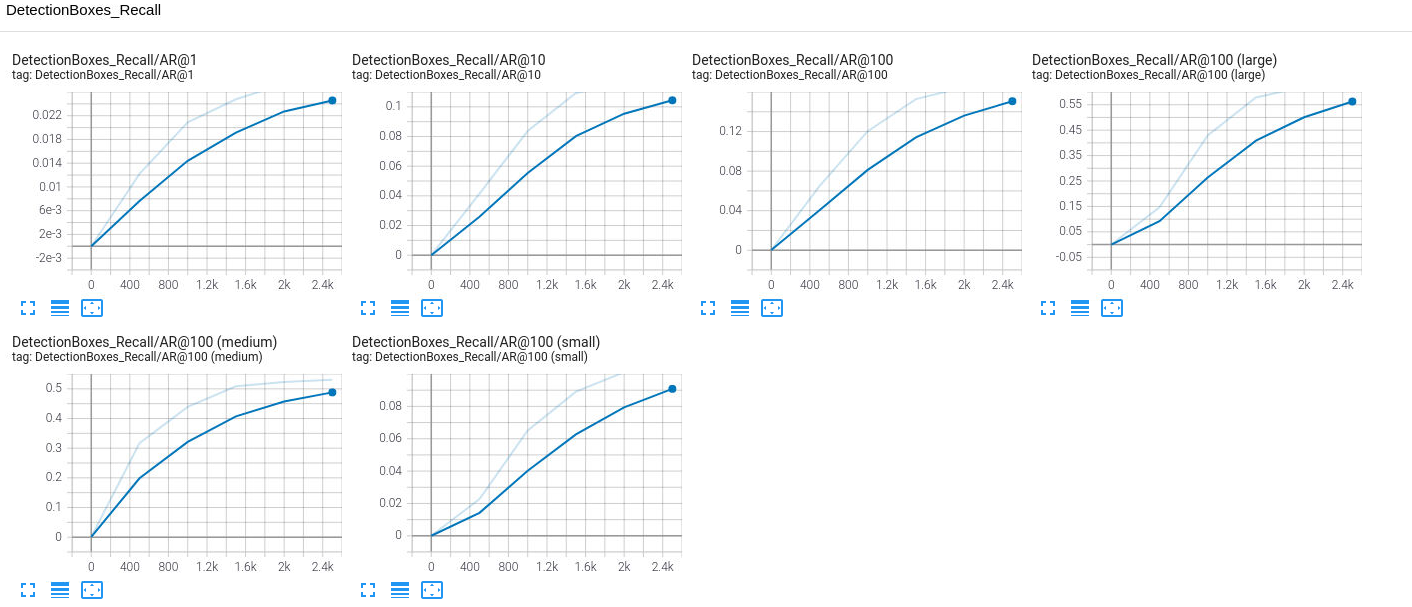 DetectionBoxes_Recall
DetectionBoxes_Recall/AR@1
tag: DetectionBoxes_Recall/AR@1
0.022
0.018
0.014
0.01
6e-3
2e-3
-2e-3
0 400 800 1.2k 1.6k 2k 2.4k
DetectionBoxes_Recall/AR@10
tag: DetectionBoxes_Recall/AR@10
0.1
0.08
0.06
0.04
0.02
0
0 400 800 1.2k 1.6k 2k 2.4k
DetectionBoxes_Recall/AR@100
tag: DetectionBoxes_Recall/AR@100
0.12
0.08
0.04
0
0 400 800 1.2k 1.6k 2k 2.4k
DetectionBoxes_Recall/AR@100 (large)
tag: DetectionBoxes_Recall/AR@100 (large)
0.55
0.45
0.35
0.25
0.15
0.05
-0.05
0 400 800 1.2k 1.6k 2k 2.4k
DetectionBoxes_Recall/AR@100 (medium)
tag: DetectionBoxes_Recall/AR@100 (medium)
0.5
0.4
0.3
0.2
0.1
0
0 400 800 1.2k 1.6k 2k 2.4k
DetectionBoxes_Recall/AR@100 (small)
tag: DetectionBoxes_Recall/AR@100 (small)
0.08
0.06
0.04
0.02
0
0 400 800 1.2k 1.6k 2k 2.4k